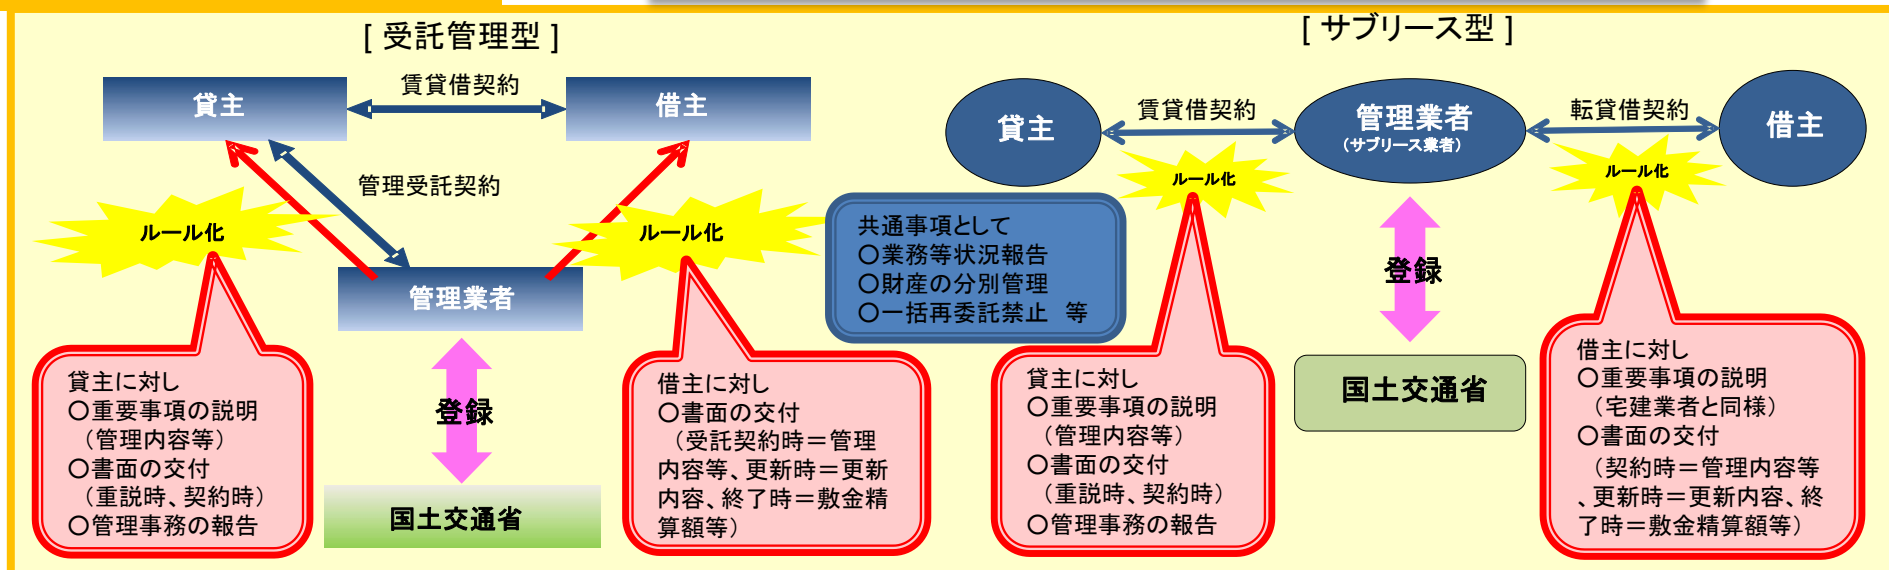 [ 受託管理型 ]
貸主
賃貸借契約
借主
管理受託契約
ルール化
ルール化
管理業者
貸主に対し
○重要事項の説明
（管理内容等）
○書面の交付
（重説時、契約時）
○管理事務の報告
登録
国土交通省
借主に対し
○書面の交付
（受託契約時＝管理
内容等、更新時＝更新
内容、終了時＝敷金精
算額等）
共通事項として
○業務等状況報告
○財産の分別管理
○一括再委託禁止　等
[ サブリース型 ]
貸主
賃貸借契約
管理業者
（サブリース業者）
転貸借契約
借主
ルール化
ルール化
貸主に対し
○重要事項の説明
（管理内容等）
○書面の交付
（重説時、契約時）
○管理事務の報告
登録
国土交通省
借主に対し
○重要事項の説明
（宅建業者と同様）
○書面の交付
（契約時＝管理内容等
、更新時＝更新内容、終
了時＝敷金精算額等）